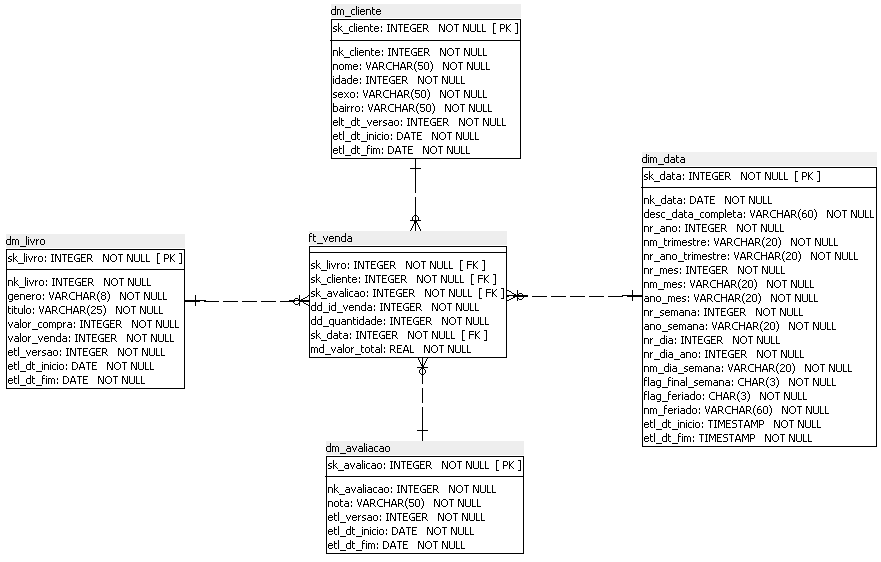 dm_cliente
sk_cliente: INTEGER NOT NULL [ PK ]
nk_cliente: INTEGER NOT NULL
nome: VARCHAR(50) NOT NULL
idade: INTEGER NOT NULL
sexo: VARCHAR(50) NOT NULL
bairro: VARCHAR(50) NOT NULL
elt_dt_versao: INTEGER NOT NULL
etl_dt_inicio: DATE NOT NULL
etl_dt_fim: DATE NOT NULL
dim_data
sk_data: INTEGER NOT NULL [ PK ]
nk_data: DATE NOT NULL
desc_data_completa: VARCHAR(60) NOT NULL
nr_ano: INTEGER NOT NULL
nm_trimestre: VARCHAR(20) NOT NULL
nr_ano_trimestre: VARCHAR(20) NOT NULL
nr_mes: INTEGER NOT NULL
nm_mes: VARCHAR(20) NOT NULL
ano_mes: VARCHAR(20) NOT NULL
nr_semana: INTEGER NOT NULL
ano_semana: VARCHAR(20) NOT NULL
nr_dia: INTEGER NOT NULL
nr_dia_ano: INTEGER NOT NULL
nm_dia_semana: VARCHAR(20) NOT NULL
flag_final_semana: CHAR(3) NOT NULL
flag_feriado: CHAR(3) NOT NULL
nm_feriado: VARCHAR(60) NOT NULL
etl_dt_inicio: TIMESTAMP NOT NULL
etl_dt_fim: TIMESTAMP NOT NULL
dm_livro
sk_livro: INTEGER NOT NULL [ PK ]
nk_livro: INTEGER NOT NULL
genero: VARCHAR(8) NOT NULL
titulo: VARCHAR(25) NOT NULL
valor_compra: INTEGER NOT NULL
valor_venda: INTEGER NOT NULL
etl_versao: INTEGER NOT NULL
etl_dt_inicio: DATE NOT NULL
etl_dt_fim: DATE NOT NULL
ft_venda
sk_livro: INTEGER NOT NULL [ FK ]
sk_cliente: INTEGER NOT NULL [ FK ]
sk_avalicao: INTEGER NOT NULL [ FK ]
dd_id_venda: INTEGER NOT NULL
dd_quantidade: INTEGER NOT NULL
sk_data: INTEGER NOT NULL [ FK ]
md_valor_total: REAL NOT NULL
dm_avaliacao
sk_avalicao: INTEGER NOT NULL [ PK ]
nk_avaliacao: INTEGER NOT NULL
nota: VARCHAR(50) NOT NULL
etl_versao: INTEGER NOT NULL
etl_dt_inicio: DATE NOT NULL
etl_dt_fim: DATE NOT NULL